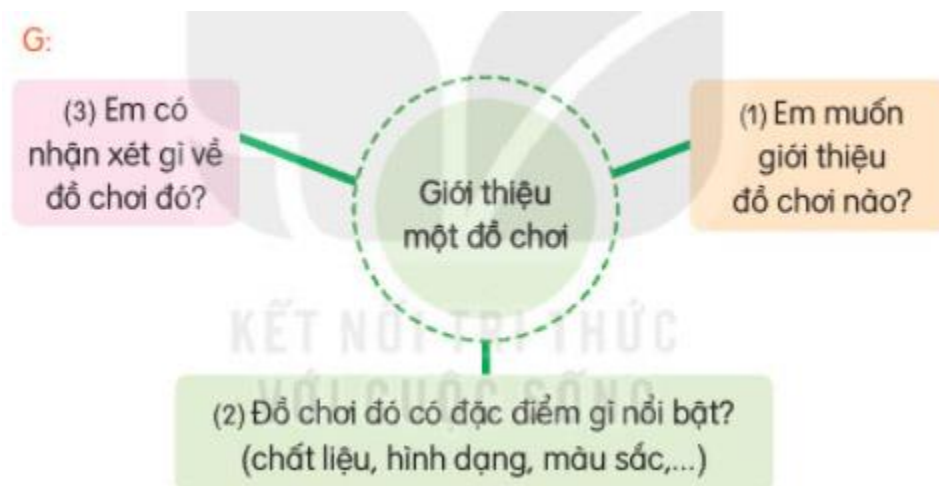 G:
(3) Em có
nhận xét gì về
đồ chơi đó?
Giới thiệu
một đồ chơi
(1) Em muốn
giới thiệu
đồ chơi nào?
KẾT NỐI TRI THỨC
VỚI CUỘC SỐNG
(2) Đồ chơi đó có đặc điểm gì nổi bật?
(chất liệu, hình dạng, màu sắc,...)